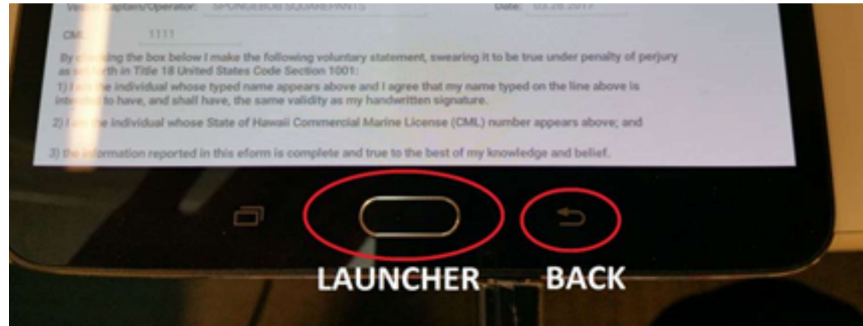 Captain/Operator: SPONGEBOB SQUAREPANTS Date: 03.28.2017
CML 1111
By checking the box below I make the following voluntary statement, swearing it to be true under penalty of perjury
as set forth in Title 18 United States Code Section 1001:
1) I am the individual whose typed name appears above and I agree that my name typed on the line above is
intended to have, and shall have, the same validity as my handwritten signature.
2) I am the individual whose State of Hawaii Commercial Marine License (CML) number appears above; and
3) the information reported in this eform is complete and true to the best of my knowledge and belief.
LAUNCHER BACK